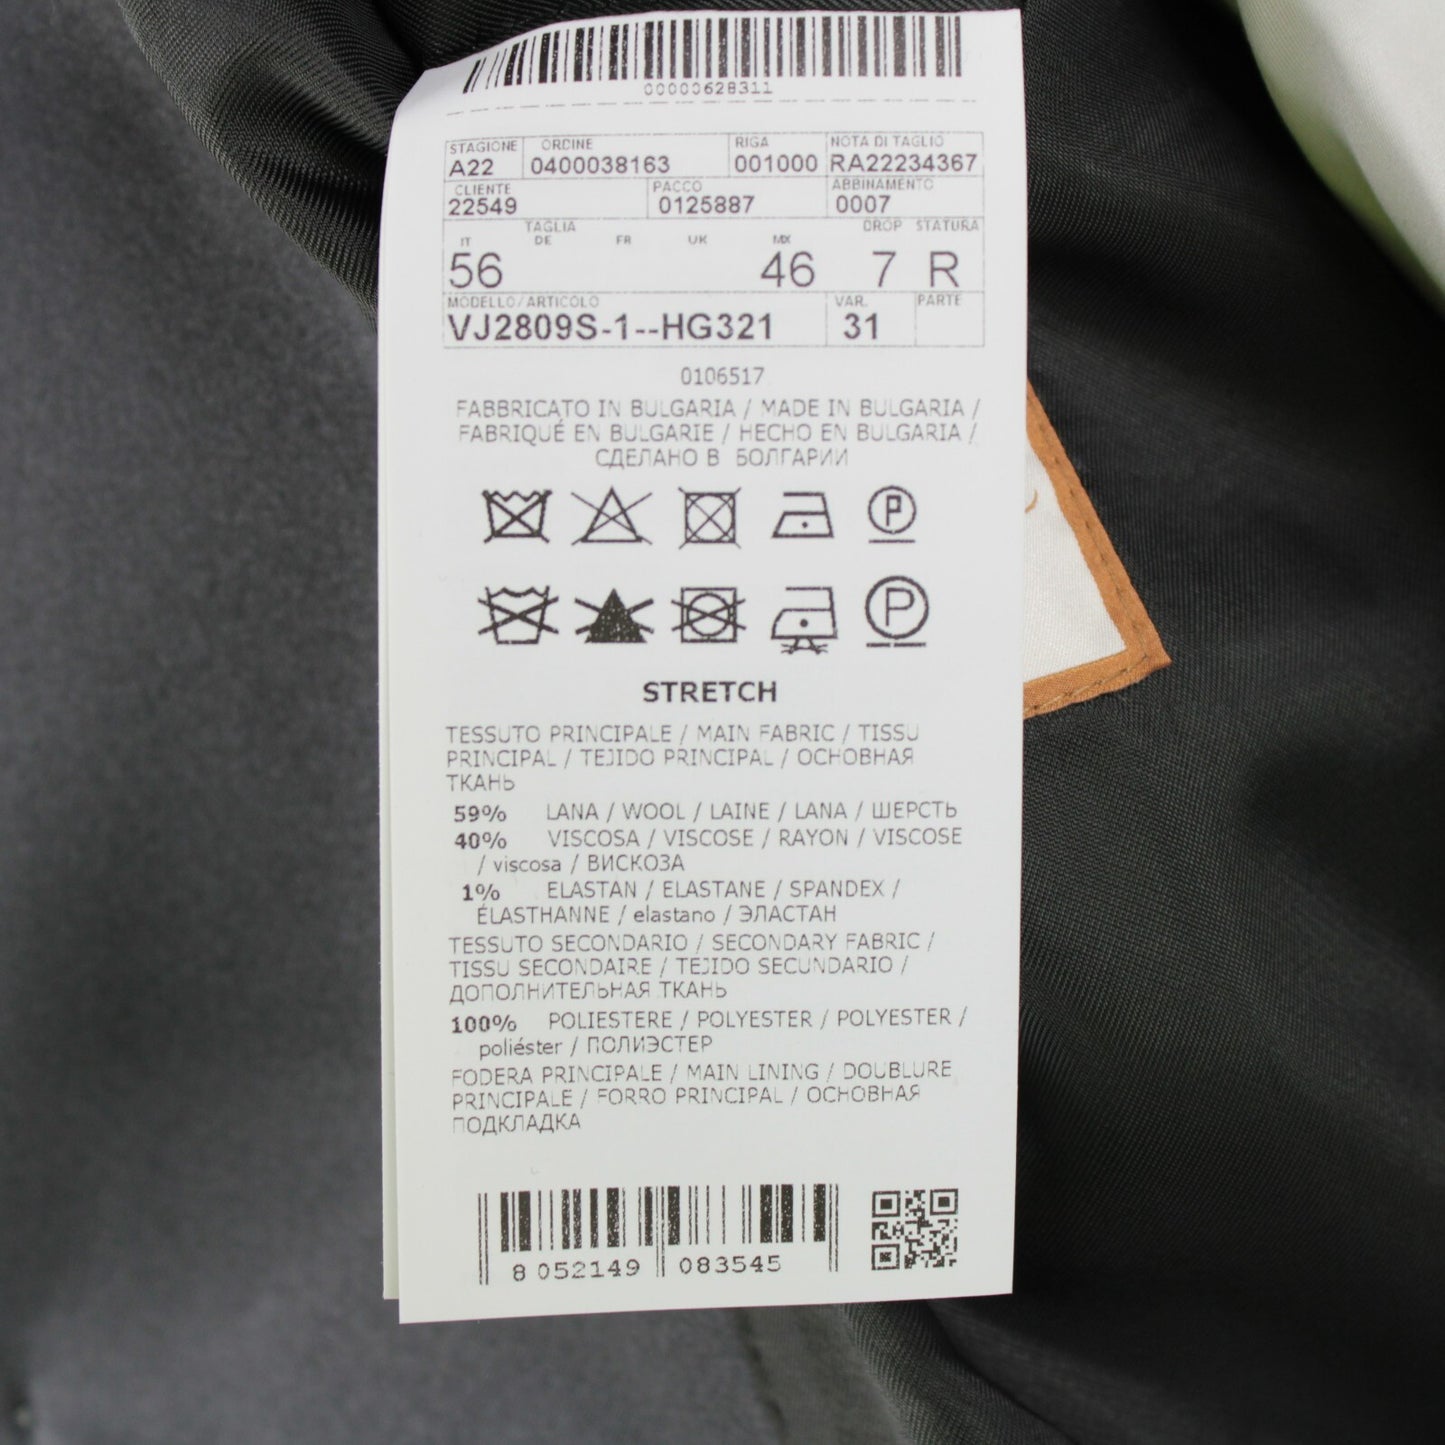 00000628311
STAGIONE ORDINE RIGA NOTA DI TAGLIO
A22 0400038163 001000 RA22234367
CLIENTE PACCO ABBINAMENTO
22549 0125887 0007
TAGLIA DROP STATURA
IT DE FR UK MX
56 46 7 R
MODELLO/ARTICOLO VAR. PARTE
VJ2809S-1--HG321 31
0106517
FABBRICATO IN BULGARIA / MADE IN BULGARIA /
FABRIQUÉ EN BULGARIE / HECHO EN BULGARIA /
СДЕЛАНО В БОЛГАРИИ
P
P
STRETCH
TESSUTO PRINCIPALE / MAIN FABRIC / TISSU
PRINCIPAL / TEJIDO PRINCIPAL / ОСНОВНАЯ
ТКАНЬ
59% LANA / WOOL / LAINE / LANA / ШЕРСТЬ
40% VISCOSA / VISCOSE / RAYON / VISCOSE
/ viscosa / ВИСКОЗА
1% ELASTAN / ELASTANE / SPANDEX /
ÉLASTHANNE / elastano / ЭЛАСТАН
TESSUTO SECONDARIO / SECONDARY FABRIC /
TISSU SECONDAIRE / TEJIDO SECUNDARIO /
ДОПОЛНИТЕЛЬНАЯ ТКАНЬ
100% POLIESTERE / POLYESTER / POLYESTER /
poliéster / ПОЛИЭСТЕР
FODERA PRINCIPALE / MAIN LINING / DOUBLURE
PRINCIPALE / FORRO PRINCIPAL / ОСНОВНАЯ
ПОДКЛАДКА
8 052149 083545